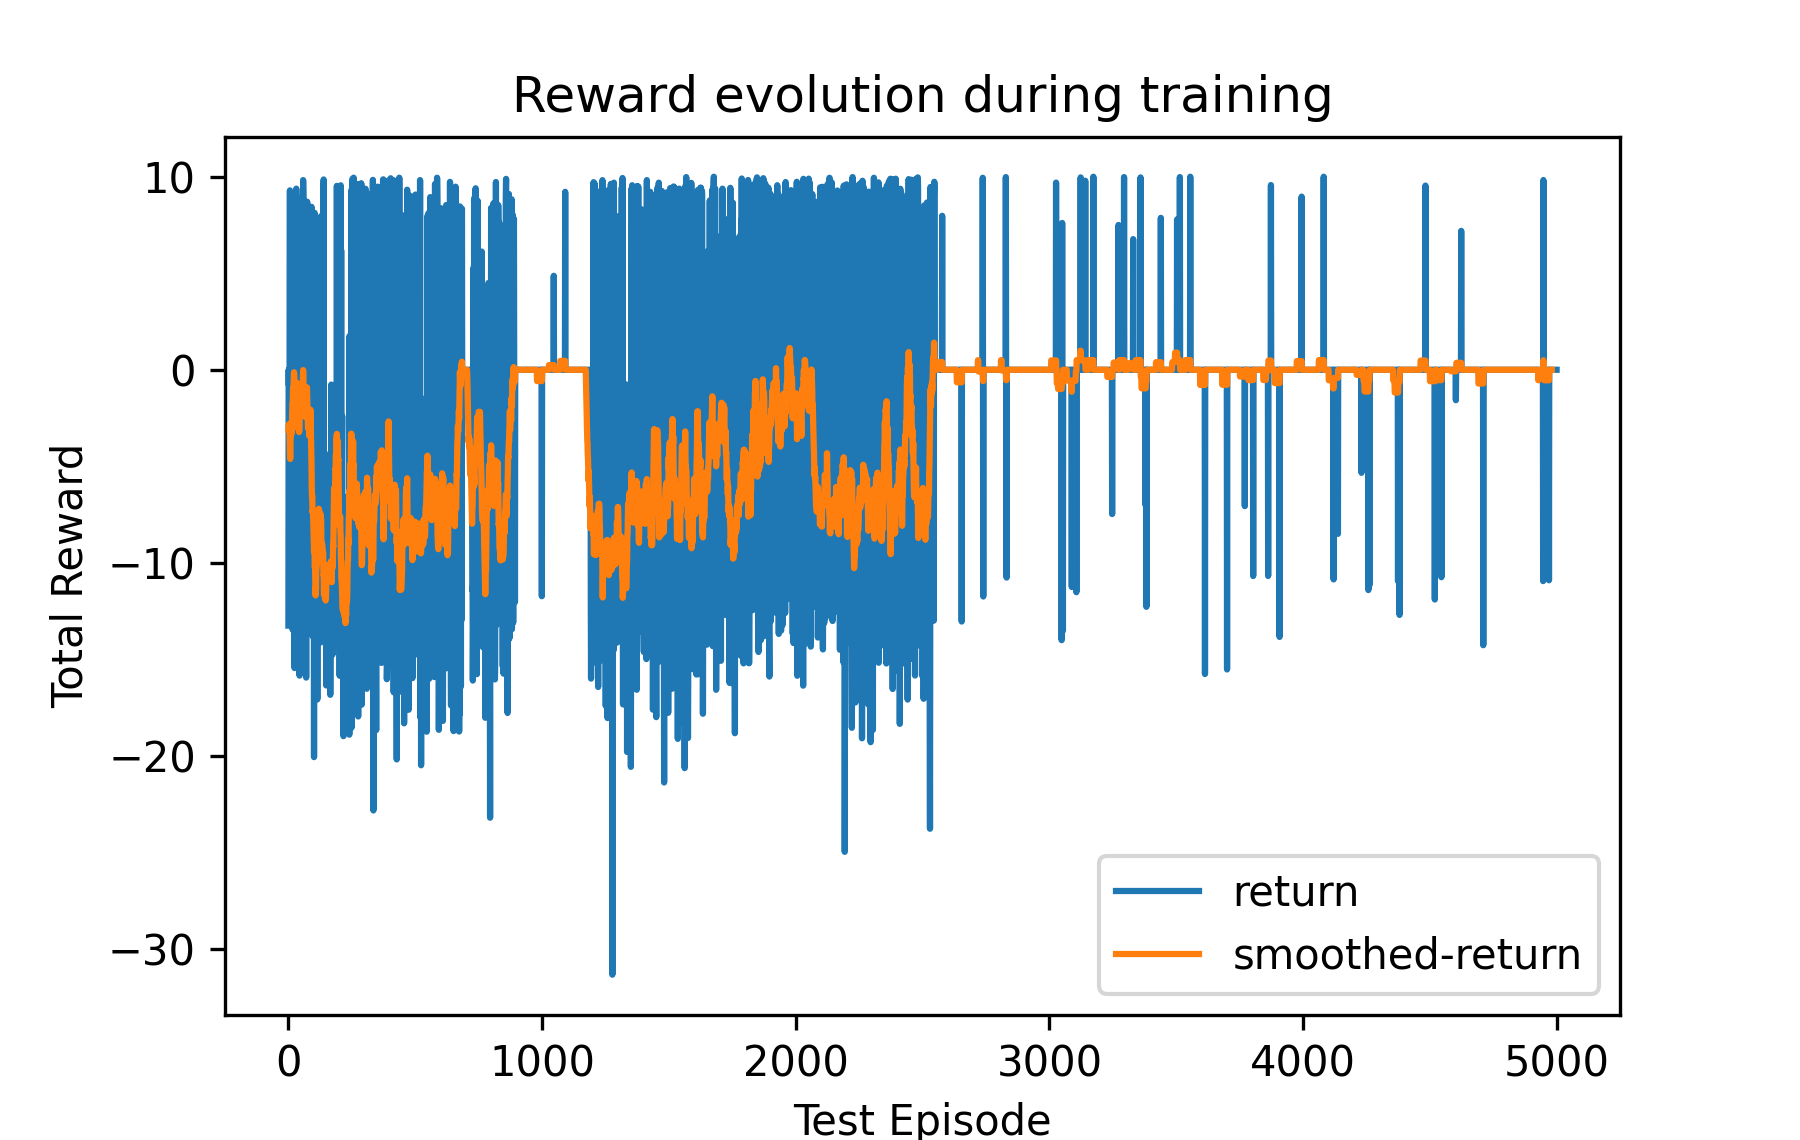 Reward evolution during training
10
0
−10
−20
−30
Total Reward
return
smoothed-return
0 1000 2000 3000 4000 5000
Test Episode